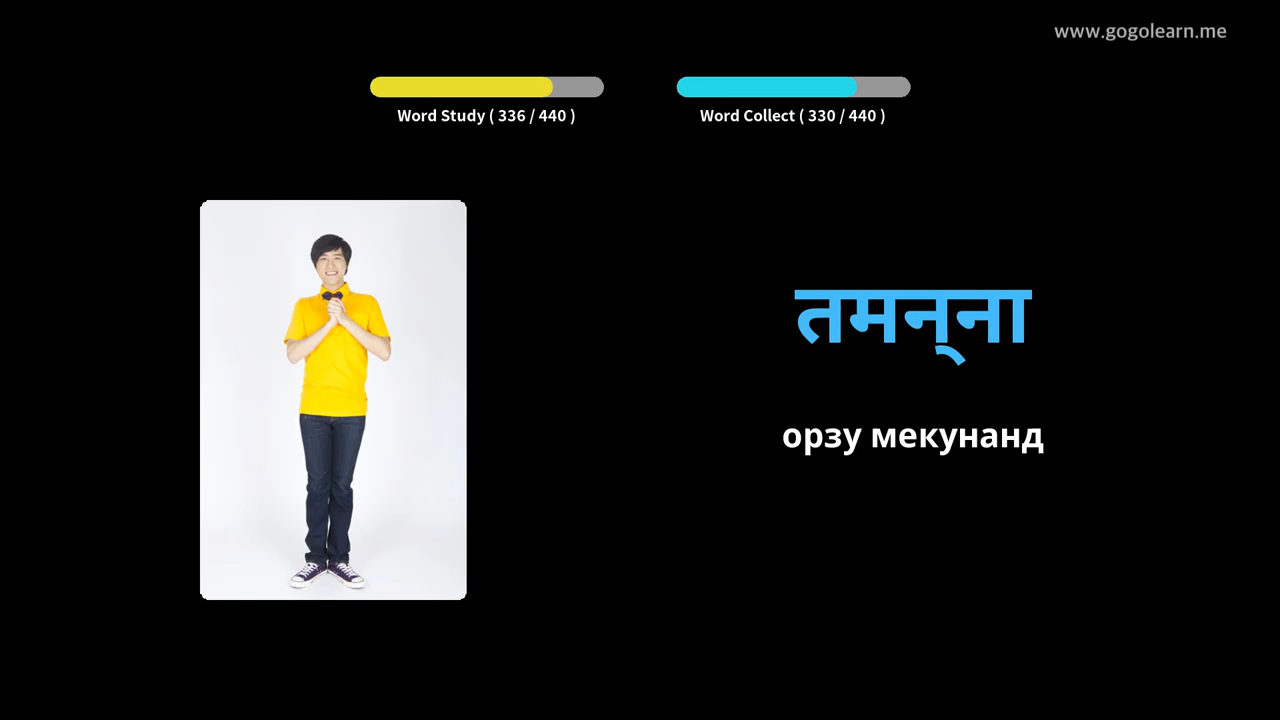 www.gogolearn.me
Word Study ( 336 / 440 )
Word Collect ( 330 / 440 )
तमन्‌ना
орзу мекунанд